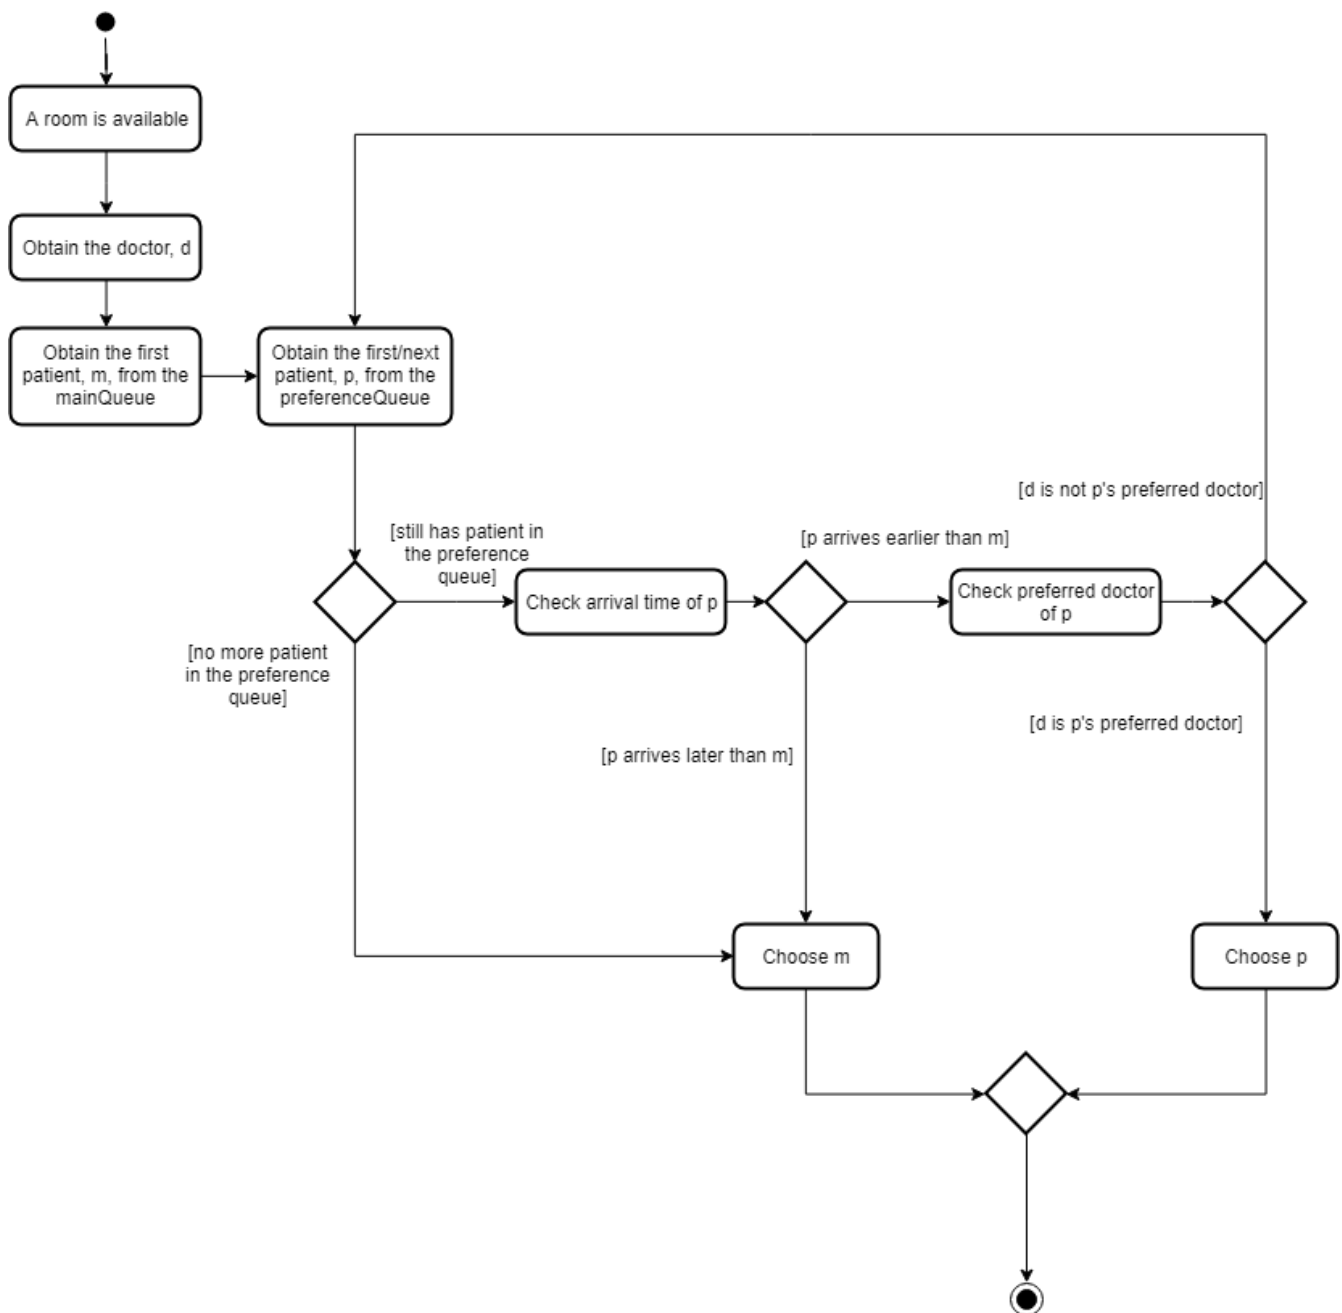 A room is available
Obtain the doctor, d
Obtain the first
patient, m, from the
mainQueue
Obtain the first/next
patient, p, from the
preferenceQueue
[d is not p's preferred doctor]
[still has patient in
the preference
queue]
[p arrives earlier than m]
Check arrival time of p
Check preferred doctor
of p
[no more patient
in the preference
queue]
[d is p's preferred doctor]
[p arrives later than m]
Choose m
Choose p